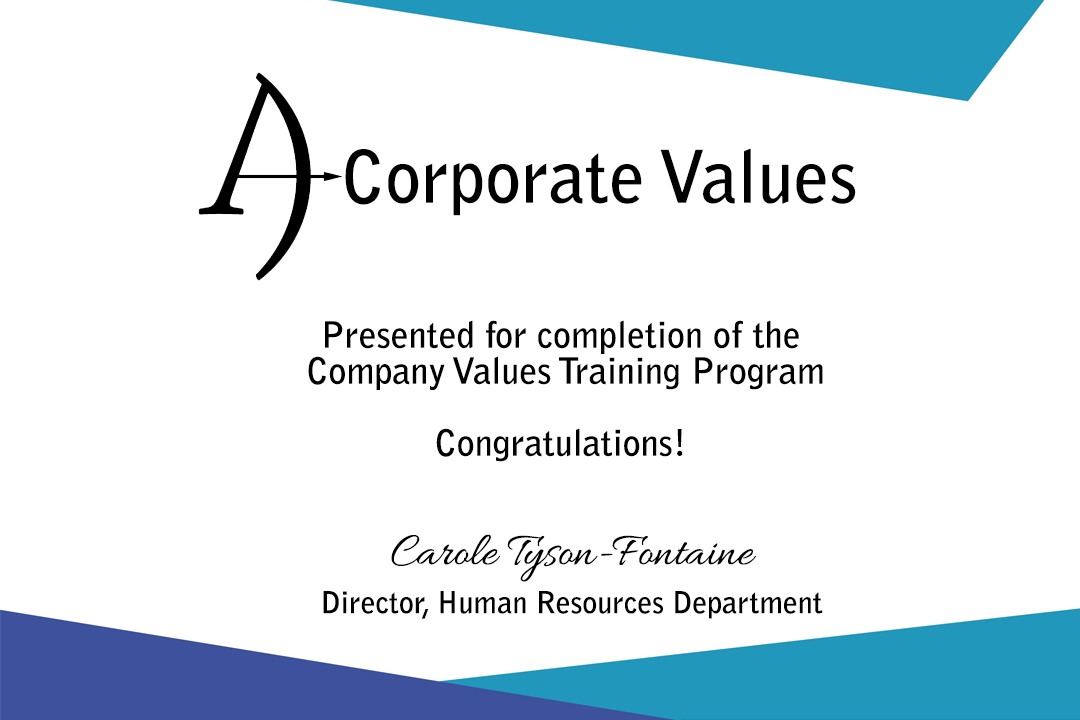 A Corporate Values
Presented for completion of the
Company Values Training Program
Congratulations!
Carole Tyson-Fontaine
Director, Human Resources Department